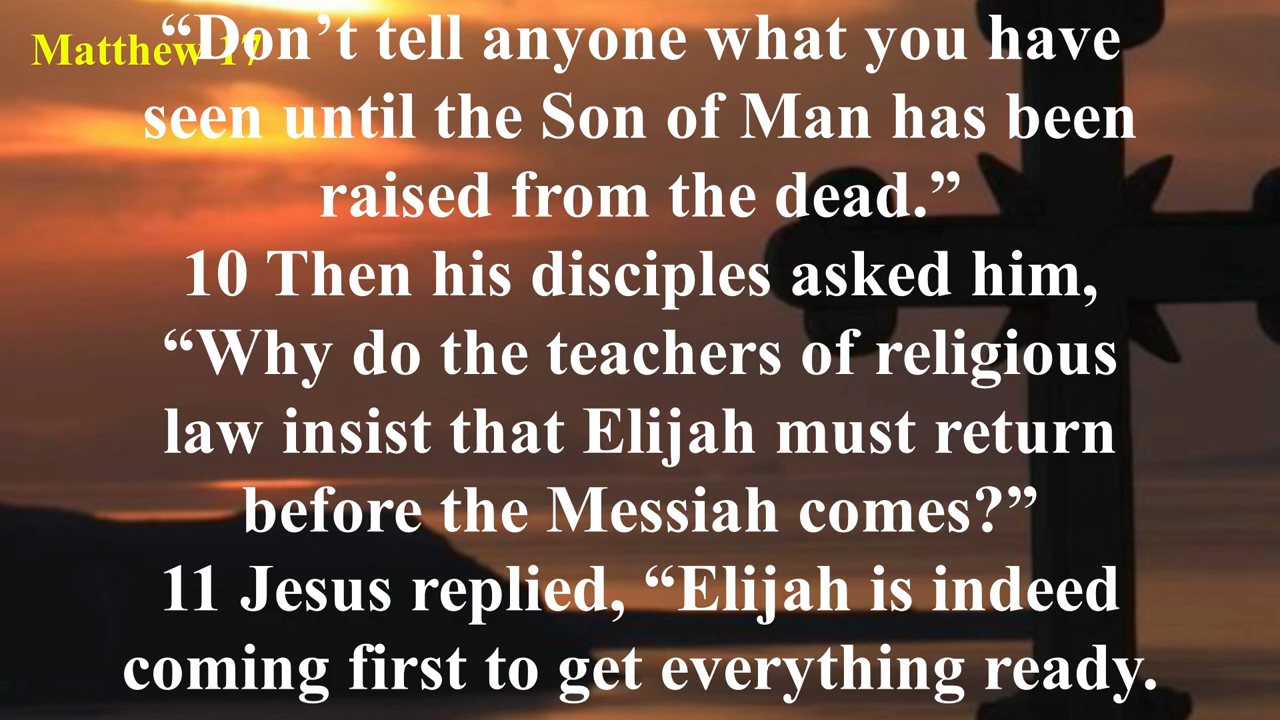 Matthew 17
“Don’t tell anyone what you have
seen until the Son of Man has been
raised from the dead.”
10 Then his disciples asked him,
“Why do the teachers of religious
law insist that Elijah must return
before the Messiah comes?”
11 Jesus replied, “Elijah is indeed
coming first to get everything ready.